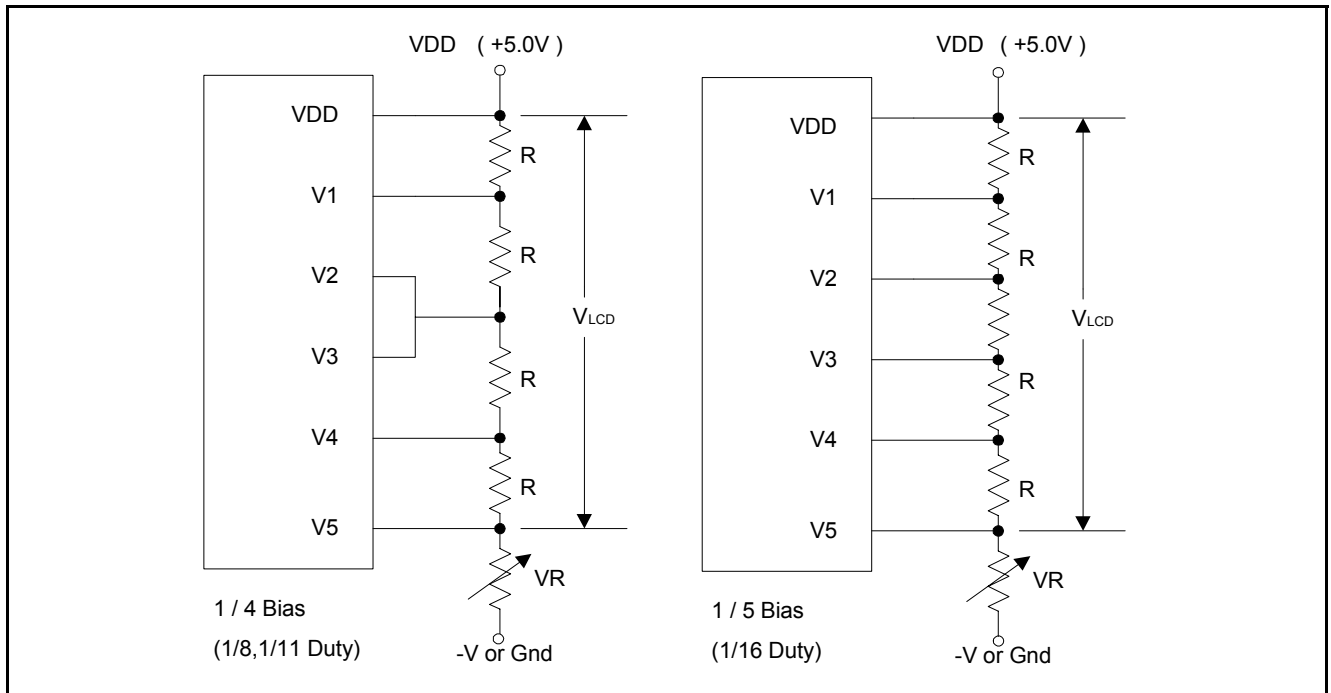 VDD ( +5.0V )
VDD
R
V1
R
V2
V3
VLCD
R
V4
R
V5
VR
1 / 4 Bias
(1/8,1/11 Duty)
-V or Gnd
VDD ( +5.0V )
VDD
R
V1
R
V2
VLCD
V3
R
V4
R
V5
VR
1 / 5 Bias
(1/16 Duty)
-V or Gnd